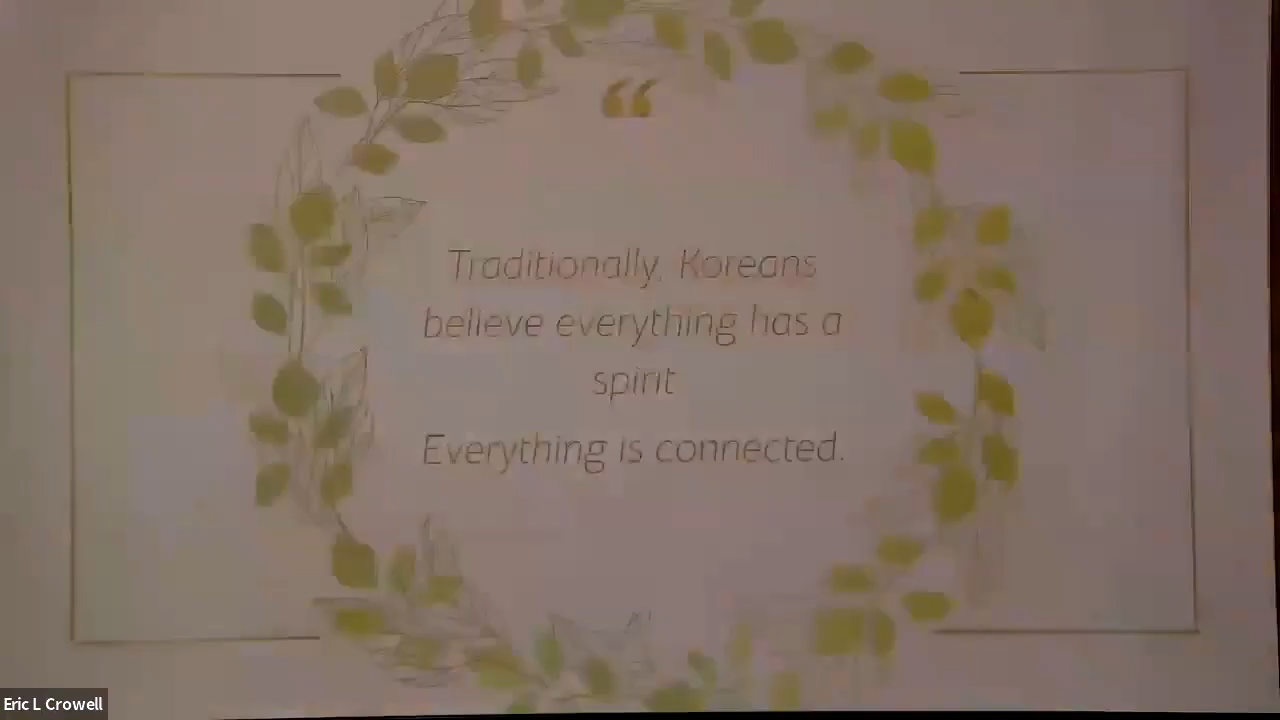 “
Traditionally, Koreans
believe everything has a
spirit
Everything is connected.
Eric L Crowell